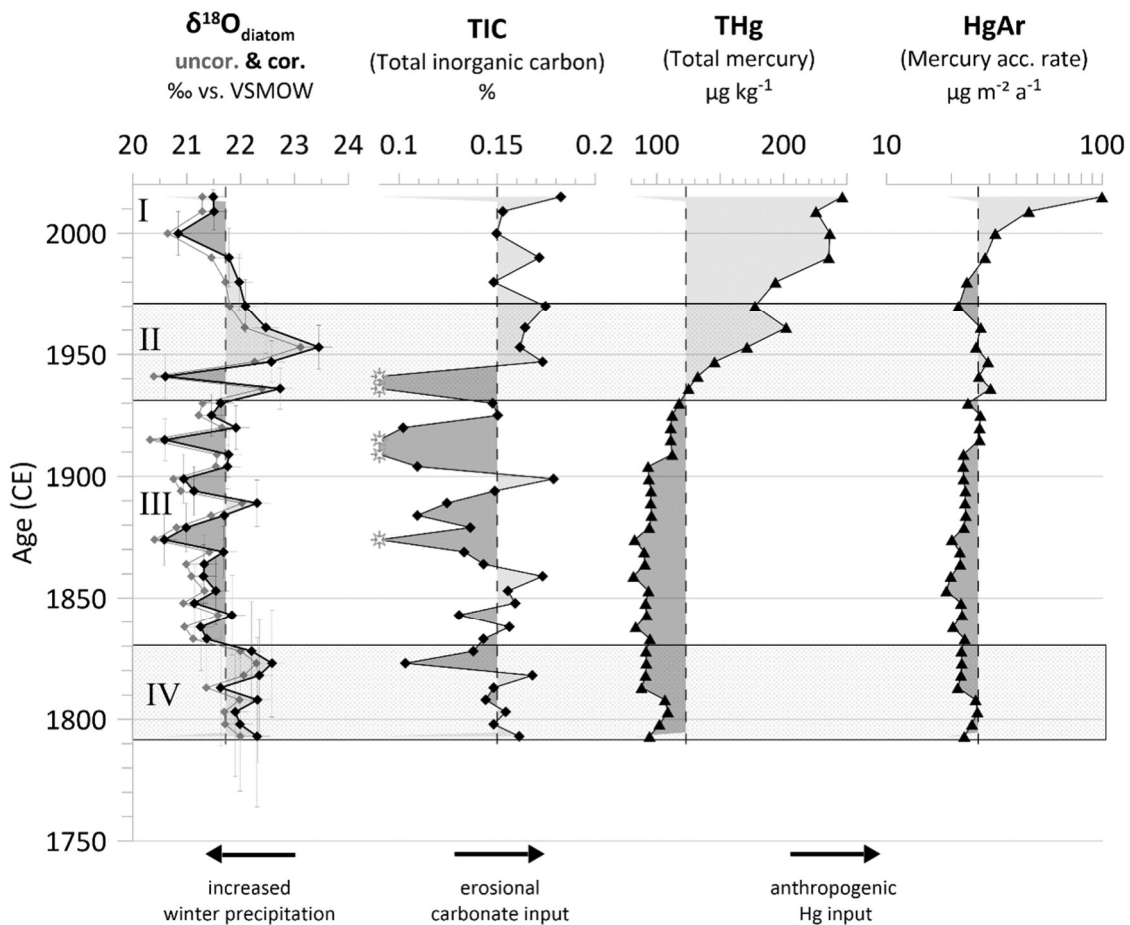 δ¹⁸O diatom
uncor. & cor.
‰ vs. VSMOW
TIC
(Total inorganic carbon)
%
THg
(Total mercury)
µg kg⁻¹
HgAr
(Mercury acc. rate)
µg m⁻² a⁻¹
20 21 22 23 24
0.1 0.15 0.2
100 200
10 100
Age (CE)
2000
1950
1900
1850
1800
1750
I
II
III
IV
increased
winter precipitation
erosional
carbonate input
anthropogenic
Hg input